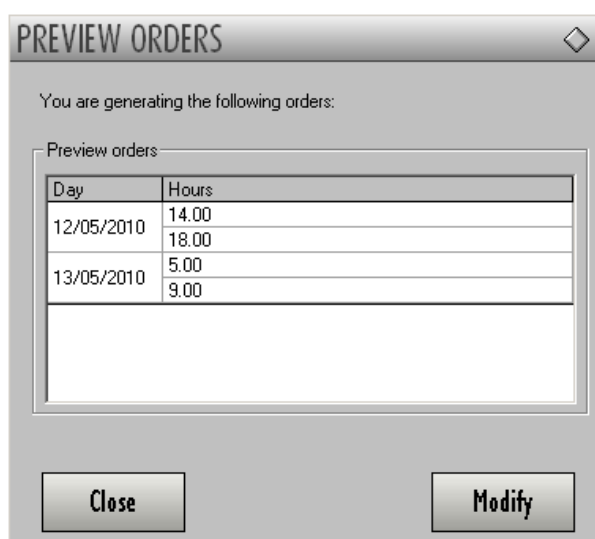 PREVIEW ORDERS
You are generating the following orders:
Preview orders
Day Hours
12/05/2010 14.00
18.00
13/05/2010 5.00
9.00
Close Modify